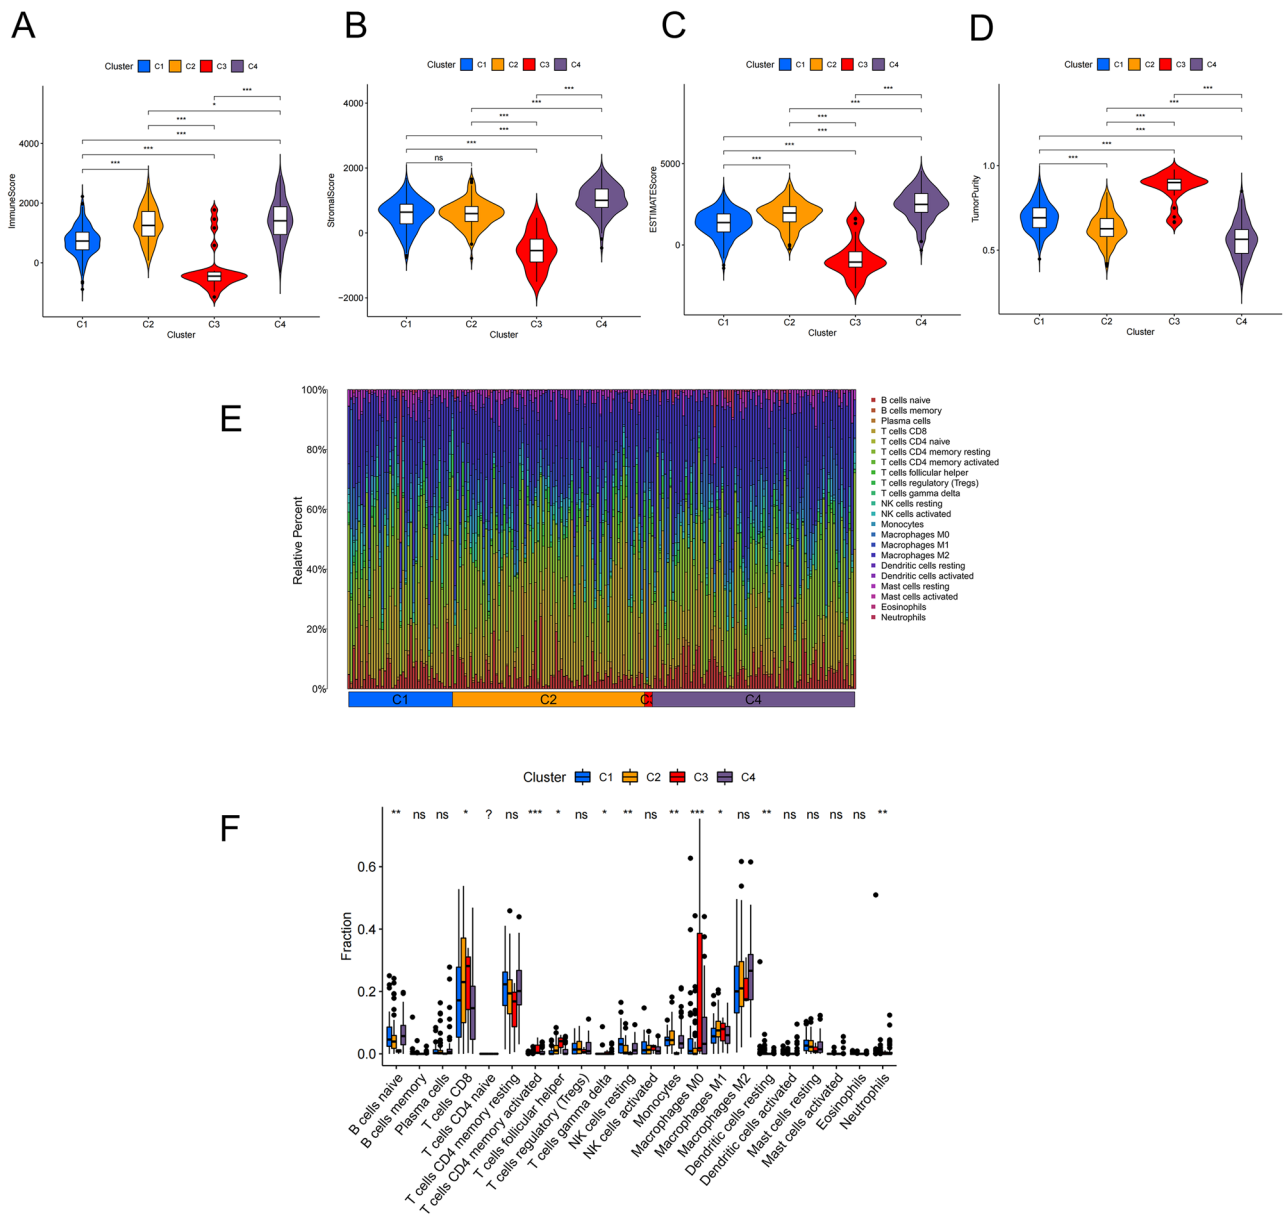 A
B
C
D
Cluster C1 C2 C3 C4
Cluster C1 C2 C3 C4
Cluster C1 C2 C3 C4
Cluster C1 C2 C3 C4
ImmuneScore
4000
2000
0
***
*
***
***
***
***
C1 C2 C3 C4
Cluster
StromalScore
4000
2000
0
−2000
***
***
***
***
***
ns
C1 C2 C3 C4
Cluster
ESTIMATEScore
5000
0
***
***
***
***
***
***
C1 C2 C3 C4
Cluster
TumorPurity
1.0
0.5
***
***
***
***
***
***
C1 C2 C3 C4
Cluster
E
Relative Percent
100%
80%
60%
40%
20%
0%
C1 C2 C4
B cells naive
B cells memory
Plasma cells
T cells CD8
T cells CD4 naive
T cells CD4 memory resting
T cells CD4 memory activated
T cells follicular helper
T cells regulatory (Tregs)
T cells gamma delta
NK cells resting
NK cells activated
Monocytes
Macrophages M0
Macrophages M1
Macrophages M2
Dendritic cells resting
Dendritic cells activated
Mast cells resting
Mast cells activated
Eosinophils
Neutrophils
F
Cluster C1 C2 C3 C4
** ns ns * ? ns *** * ns * ** ns ** *** * ns ** ns ns ns ns **
Fraction
0.6
0.4
0.2
0.0
B cells naive
B cells memory
Plasma cells
T cells CD8
T cells CD4 naive
T cells CD4 memory resting
T cells CD4 memory activated
T cells follicular helper
T cells regulatory (Tregs)
T cells gamma delta
NK cells resting
NK cells activated
Monocytes
Macrophages M0
Macrophages M1
Macrophages M2
Dendritic cells resting
Dendritic cells activated
Mast cells resting
Mast cells activated
Eosinophils
Neutrophils